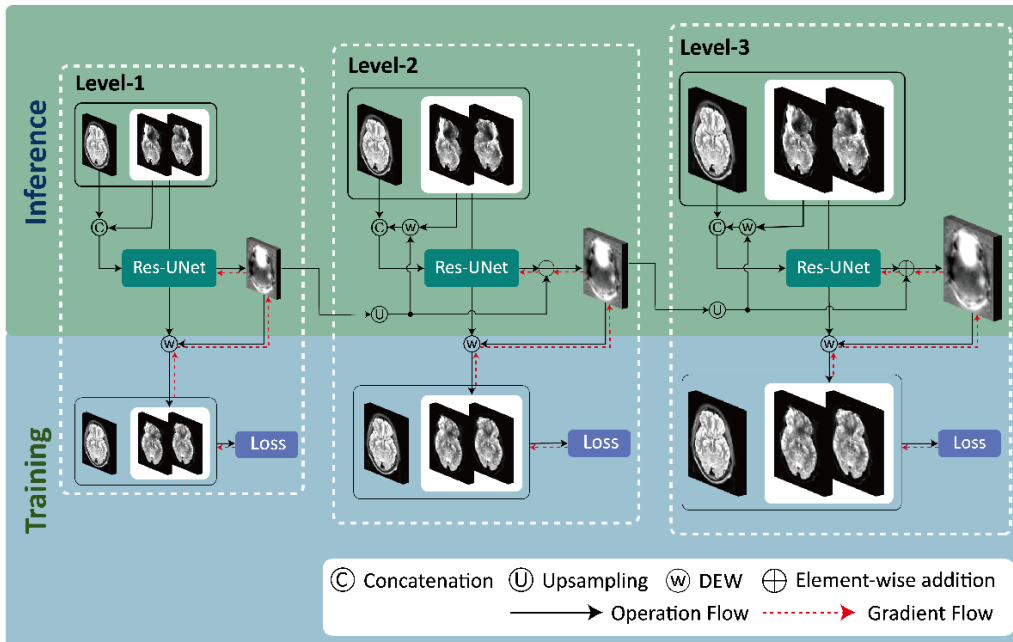 Inference
Training
Level-1
C
Res-UNet
W
Loss
Level-2
C
W
Res-UNet
U
W
Loss
Level-3
C
W
Res-UNet
U
W
Loss
C Concatenation
U Upsampling
W DEW
Element-wise addition
Operation Flow
Gradient Flow